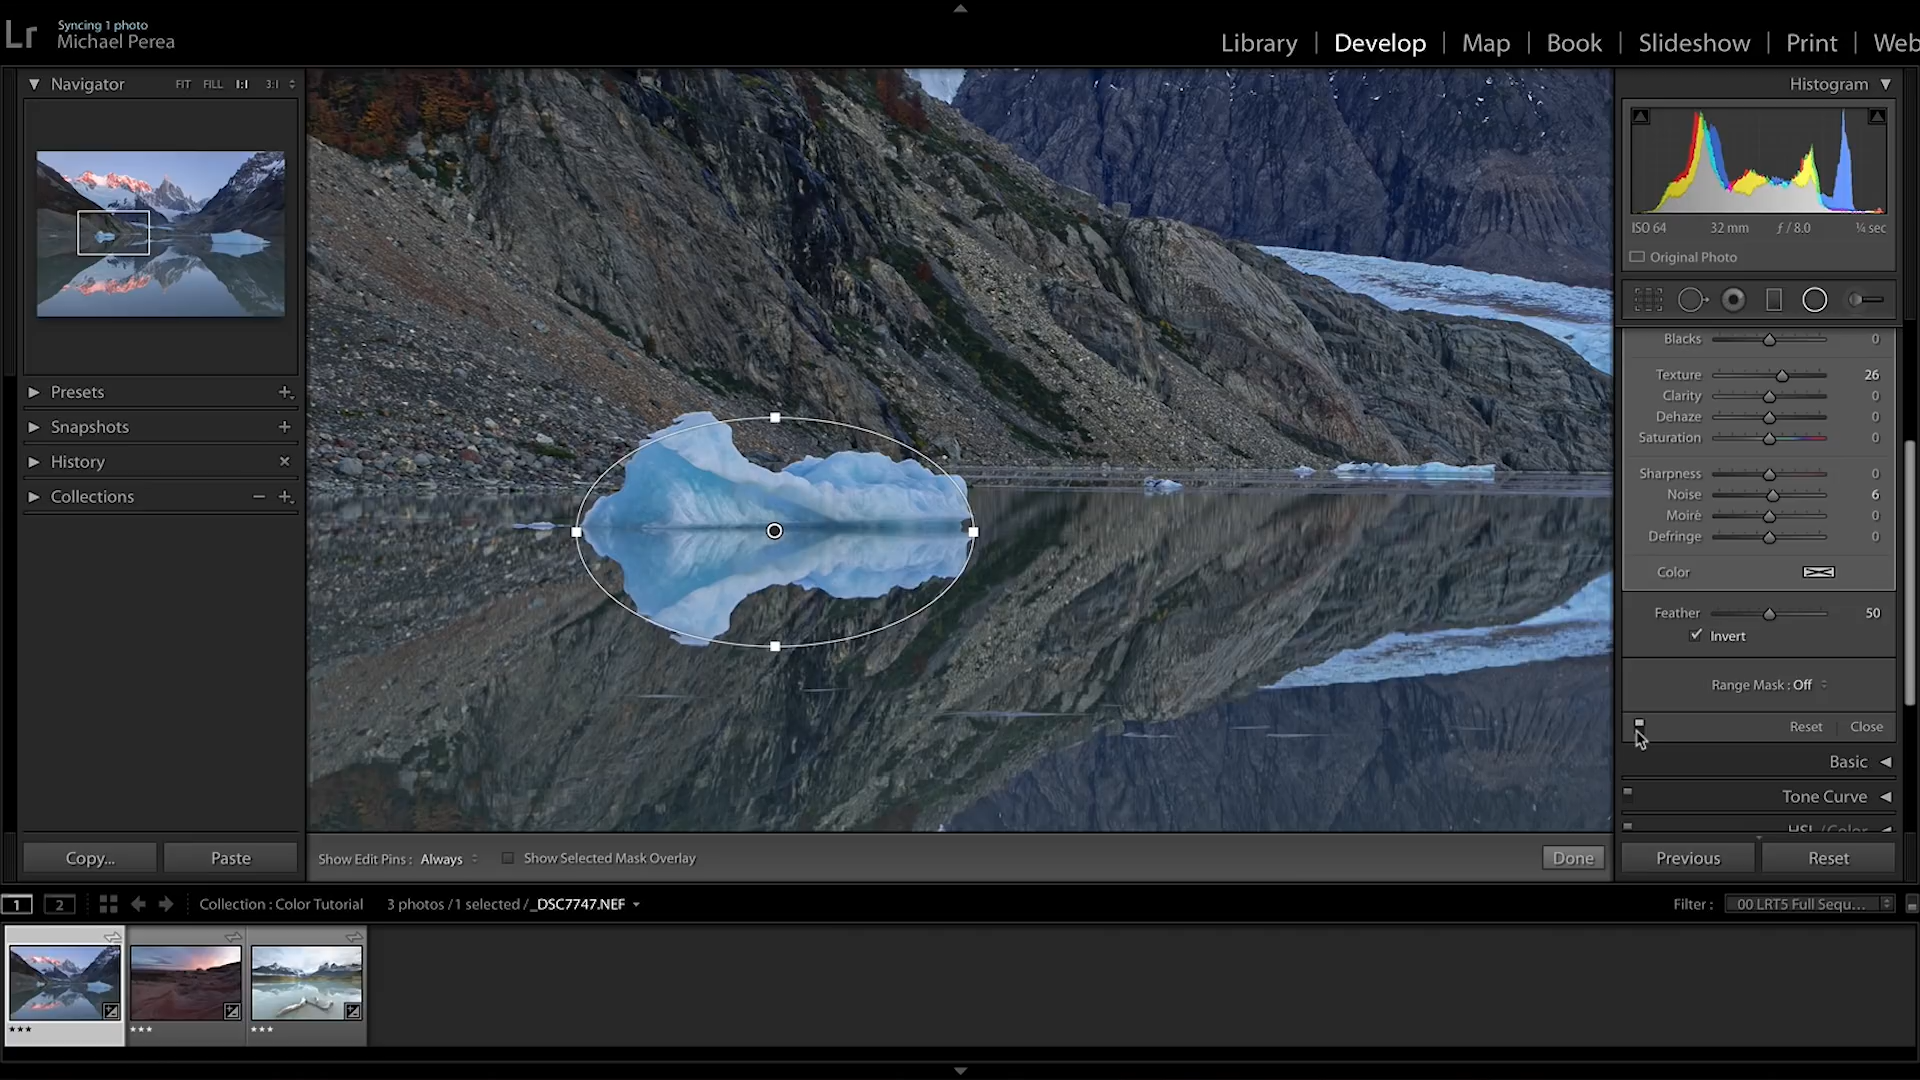 Lr
Syncing 1 photo
Michael Perea
Library | Develop | Map | Book | Slideshow | Print | Web
Navigator FIT FILL 1:1 3:1
Presets
Snapshots
History
Collections
Copy...
Paste
Show Edit Pins : Always
Show Selected Mask Overlay
Done
Histogram
ISO 64 32 mm ƒ / 8.0 ¼ sec
Original Photo
Blacks 0
Texture 26
Clarity 0
Dehaze 0
Saturation 0
Sharpness 0
Noise 6
Moiré 0
Defringe 0
Color
Feather 50
Invert
Range Mask : Off
Reset Close
Basic
Tone Curve
HSL / Color
Previous
Reset
1 2 Collection : Color Tutorial 3 photos / 1 selected / _DSC7747.NEF
Filter : 00 LRT5 Full Sequ...